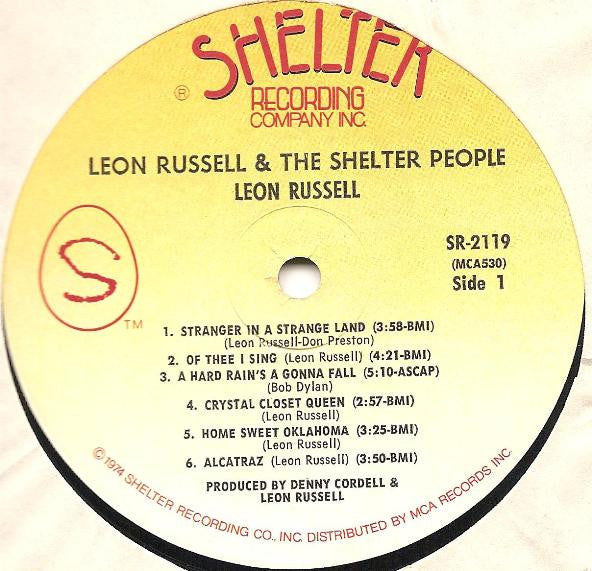 SHELTER
® RECORDING
COMPANY INC.
LEON RUSSELL & THE SHELTER PEOPLE
LEON RUSSELL
S
TM
SR-2119
(MCA530)
Side 1
1. STRANGER IN A STRANGE LAND (3:58-BMI)
(Leon Russell-Don Preston)
2. OF THEE I SING (Leon Russell) (4:21-BMI)
3. A HARD RAIN'S A GONNA FALL (5:10-ASCAP)
(Bob Dylan)
4. CRYSTAL CLOSET QUEEN (2:57-BMI)
(Leon Russell)
5. HOME SWEET OKLAHOMA (3:25-BMI)
(Leon Russell)
6. ALCATRAZ (Leon Russell) (3:50-BMI)
PRODUCED BY DENNY CORDELL &
LEON RUSSELL
©1974 SHELTER RECORDING CO., INC. DISTRIBUTED BY MCA RECORDS INC.